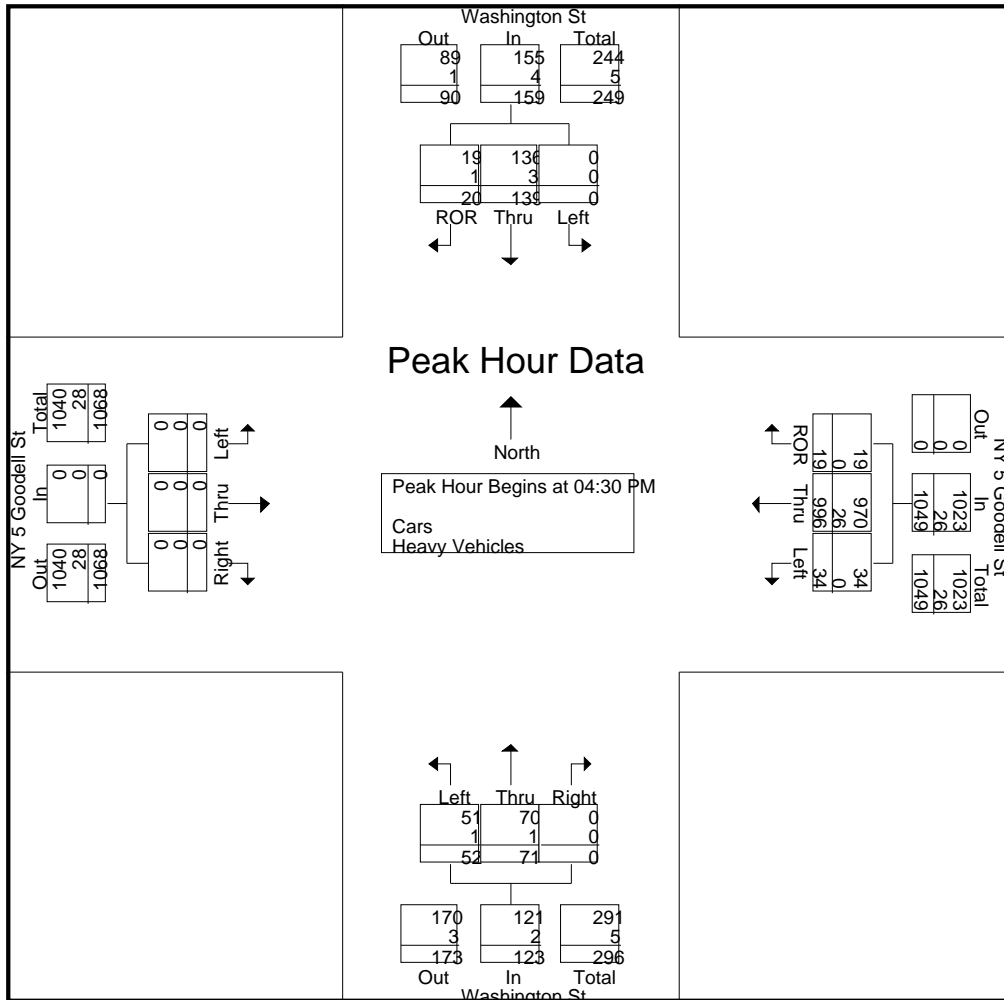 Washington St
Out In Total
89 155 244
1 4 5
90 159 249
19 136 0
1 3 0
20 139 0
ROR Thru Left
Peak Hour Data
North
Peak Hour Begins at 04:30 PM
Cars
Heavy Vehicles
NY 5 Goodell St
Total In Out
1040 0 1040
28 0 28
1068 0 1068
Left Thru Right
0 0 0
0 0 0
0 0 0
NY 5 Goodell St
Out In Total
0 1023 1023
0 26 26
0 1049 1049
ROR Thru Left
19 970 34
0 26 0
19 996 34
Left Thru Right
51 70 0
1 1 0
52 71 0
170 121 291
3 2 5
173 123 296
Out In Total
Washington St